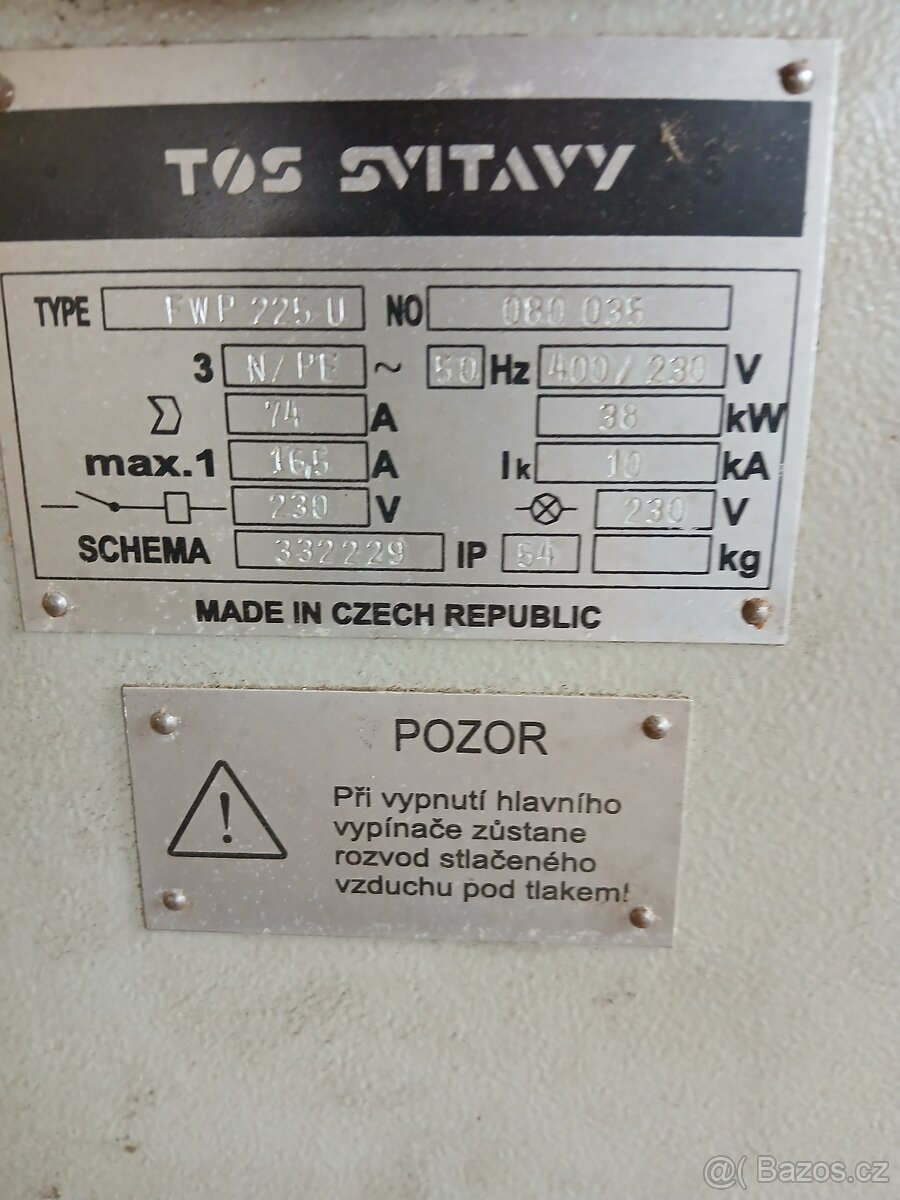 TOS SVITAVY
TYPE FWP 225 U NO 080 035
3 N/PE ~ 50 Hz 400/230 V
Σ 74 A 38 kW
max.1 16,5 A Ik 10 kA
230 V 230 V
SCHEMA 332229 IP 54 kg
MADE IN CZECH REPUBLIC
POZOR
Při vypnutí hlavního
vypínače zůstane
rozvod stlačeného
vzduchu pod tlakem!
@( Bazos.cz